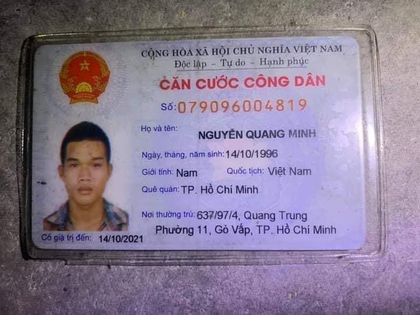 CỘNG HÒA XÃ HỘI CHỦ NGHĨA VIỆT NAM
Độc lập - Tự do - Hạnh phúc
CĂN CƯỚC CÔNG DÂN
Số: 079096004819
Họ và tên:
NGUYỄN QUANG MINH
Ngày, tháng, năm sinh: 14/10/1996
Giới tính: Nam Quốc tịch: Việt Nam
Quê quán: TP. Hồ Chí Minh
Nơi thường trú: 637/97/4, Quang Trung
Phường 11, Gò Vấp, TP. Hồ Chí Minh
Có giá trị đến: 14/10/2021